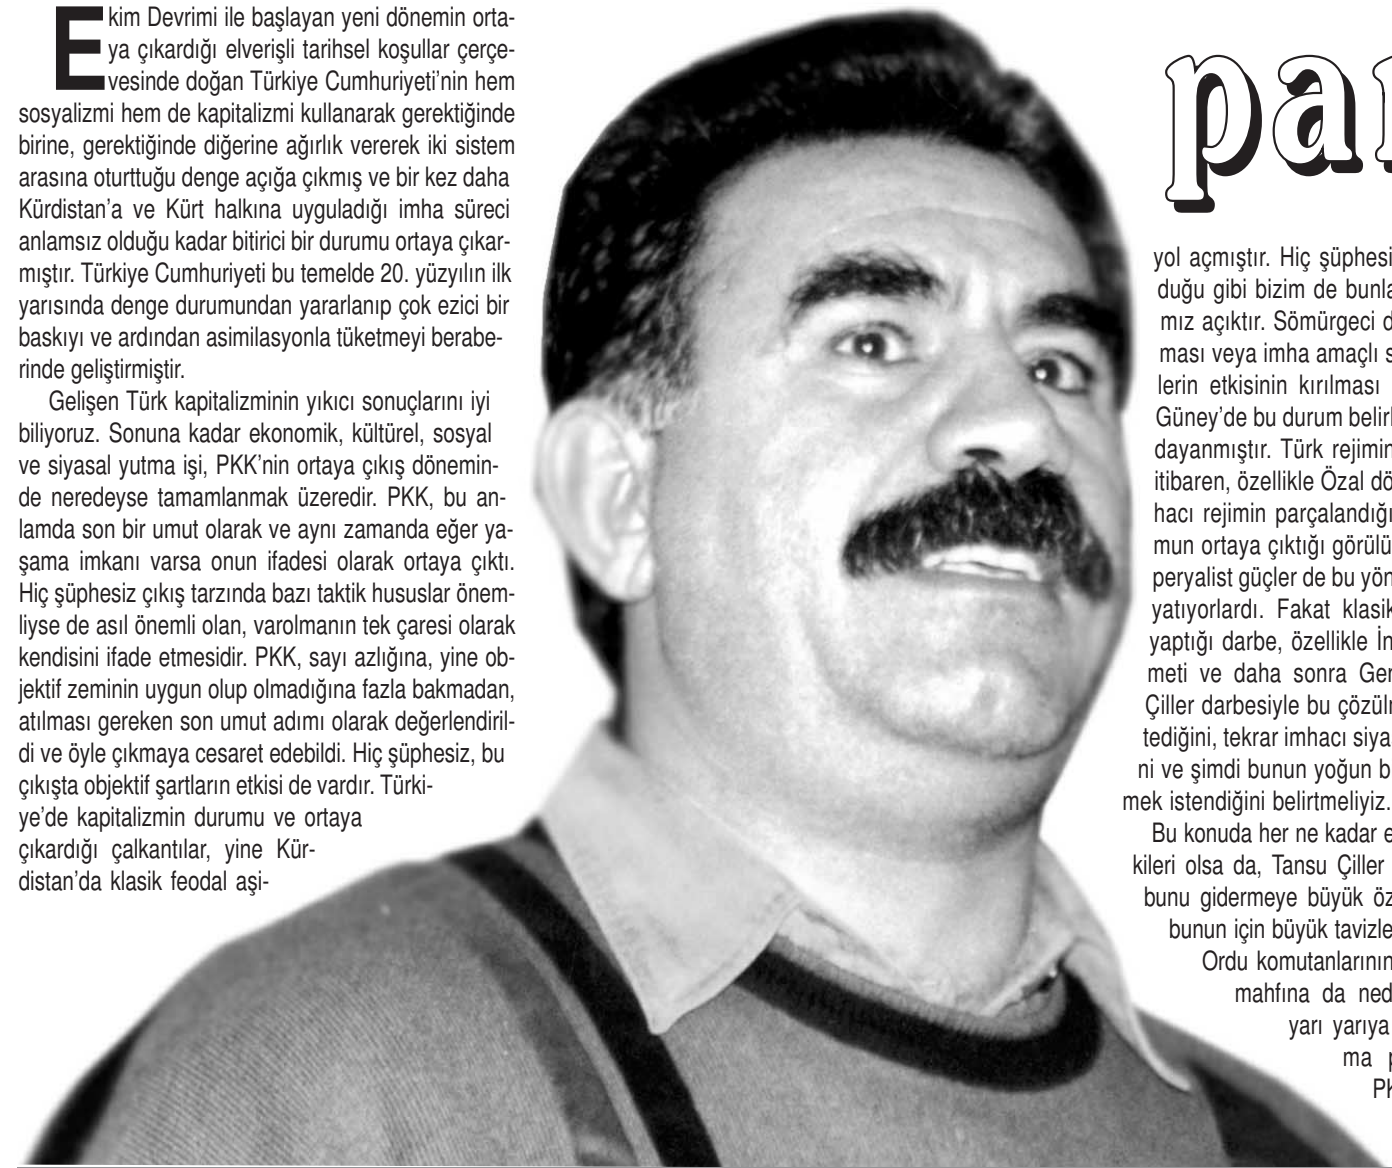 Ekim Devrimi ile başlayan yeni dönemin orta-
ya çıkardığı elverişli tarihsel koşullar çerçe-
vesinde doğan Türkiye Cumhuriyeti’nin hem
sosyalizmi hem de kapitalizmi kullanarak gerektiğinde
birine, gerektiğinde diğerine ağırlık vererek iki sistem
arasına oturttuğu denge açığa çıkmış ve bir kez daha
Kürdistan’a ve Kürt halkına uyguladığı imha süreci
anlamsız olduğu kadar bitirici bir durumu ortaya çıkar-
mıştır. Türkiye Cumhuriyeti bu temelde 20. yüzyılın ilk
yarısında denge durumundan yararlanıp çok ezici bir
baskıyı ve ardından asimilasyonla tüketmeyi berabe-
rinde geliştirmiştir.
Gelişen Türk kapitalizminin yıkıcı sonuçlarını iyi
biliyoruz. Sonuna kadar ekonomik, kültürel, sosyal
ve siyasal yutma işi, PKK’nin ortaya çıkış dönemin-
de neredeyse tamamlanmak üzeredir. PKK, bu an-
lamda son bir umut olarak ve aynı zamanda eğer ya-
şama imkanı varsa onun ifadesi olarak ortaya çıktı.
Hiç şüphesiz çıkış tarzında bazı taktik hususlar önem-
liyse de asıl önemli olan, varolmanın tek çaresi olarak
kendisini ifade etmesidir. PKK, sayı azlığına, yine ob-
jektif zeminin uygun olup olmadığına fazla bakmadan,
atılması gereken son umut adımı olarak değerlendiril-
di ve öyle çıkmaya cesaret edebildi. Hiç şüphesiz, bu
çıkışta objektif şartların etkisi de vardır. Türki-
ye’de kapitalizmin durumu ve ortaya
çıkardığı çalkantılar, yine Kür-
distan’da klasik feodal aşi-
par
yol açmıştır. Hiç şüphesi
duğu gibi bizim de bunla
mız açıktır. Sömürgeci d
ması veya imha amaçlı s
lerin etkisinin kırılması
Güney’de bu durum belirl
dayanmıştır. Türk rejimin
itibaren, özellikle Özal dö
hacı rejimin parçalandığı
mun ortaya çıktığı görülü
peryalist güçler de bu yön
yatıyorlardı. Fakat klasik
yaptığı darbe, özellikle İn
meti ve daha sonra Gen
Çiller darbesiyle bu çözülm
tediğini, tekrar imhacı siya
ni ve şimdi bunun yoğun b
mek istendiğini belirtmeliyiz.
Bu konuda her ne kadar e
kileri olsa da, Tansu Çiller
bunu gidermeye büyük öz
bunun için büyük tavizle
Ordu komutanlarının
mahfına da ned
yarı yarıya
ma p
PK